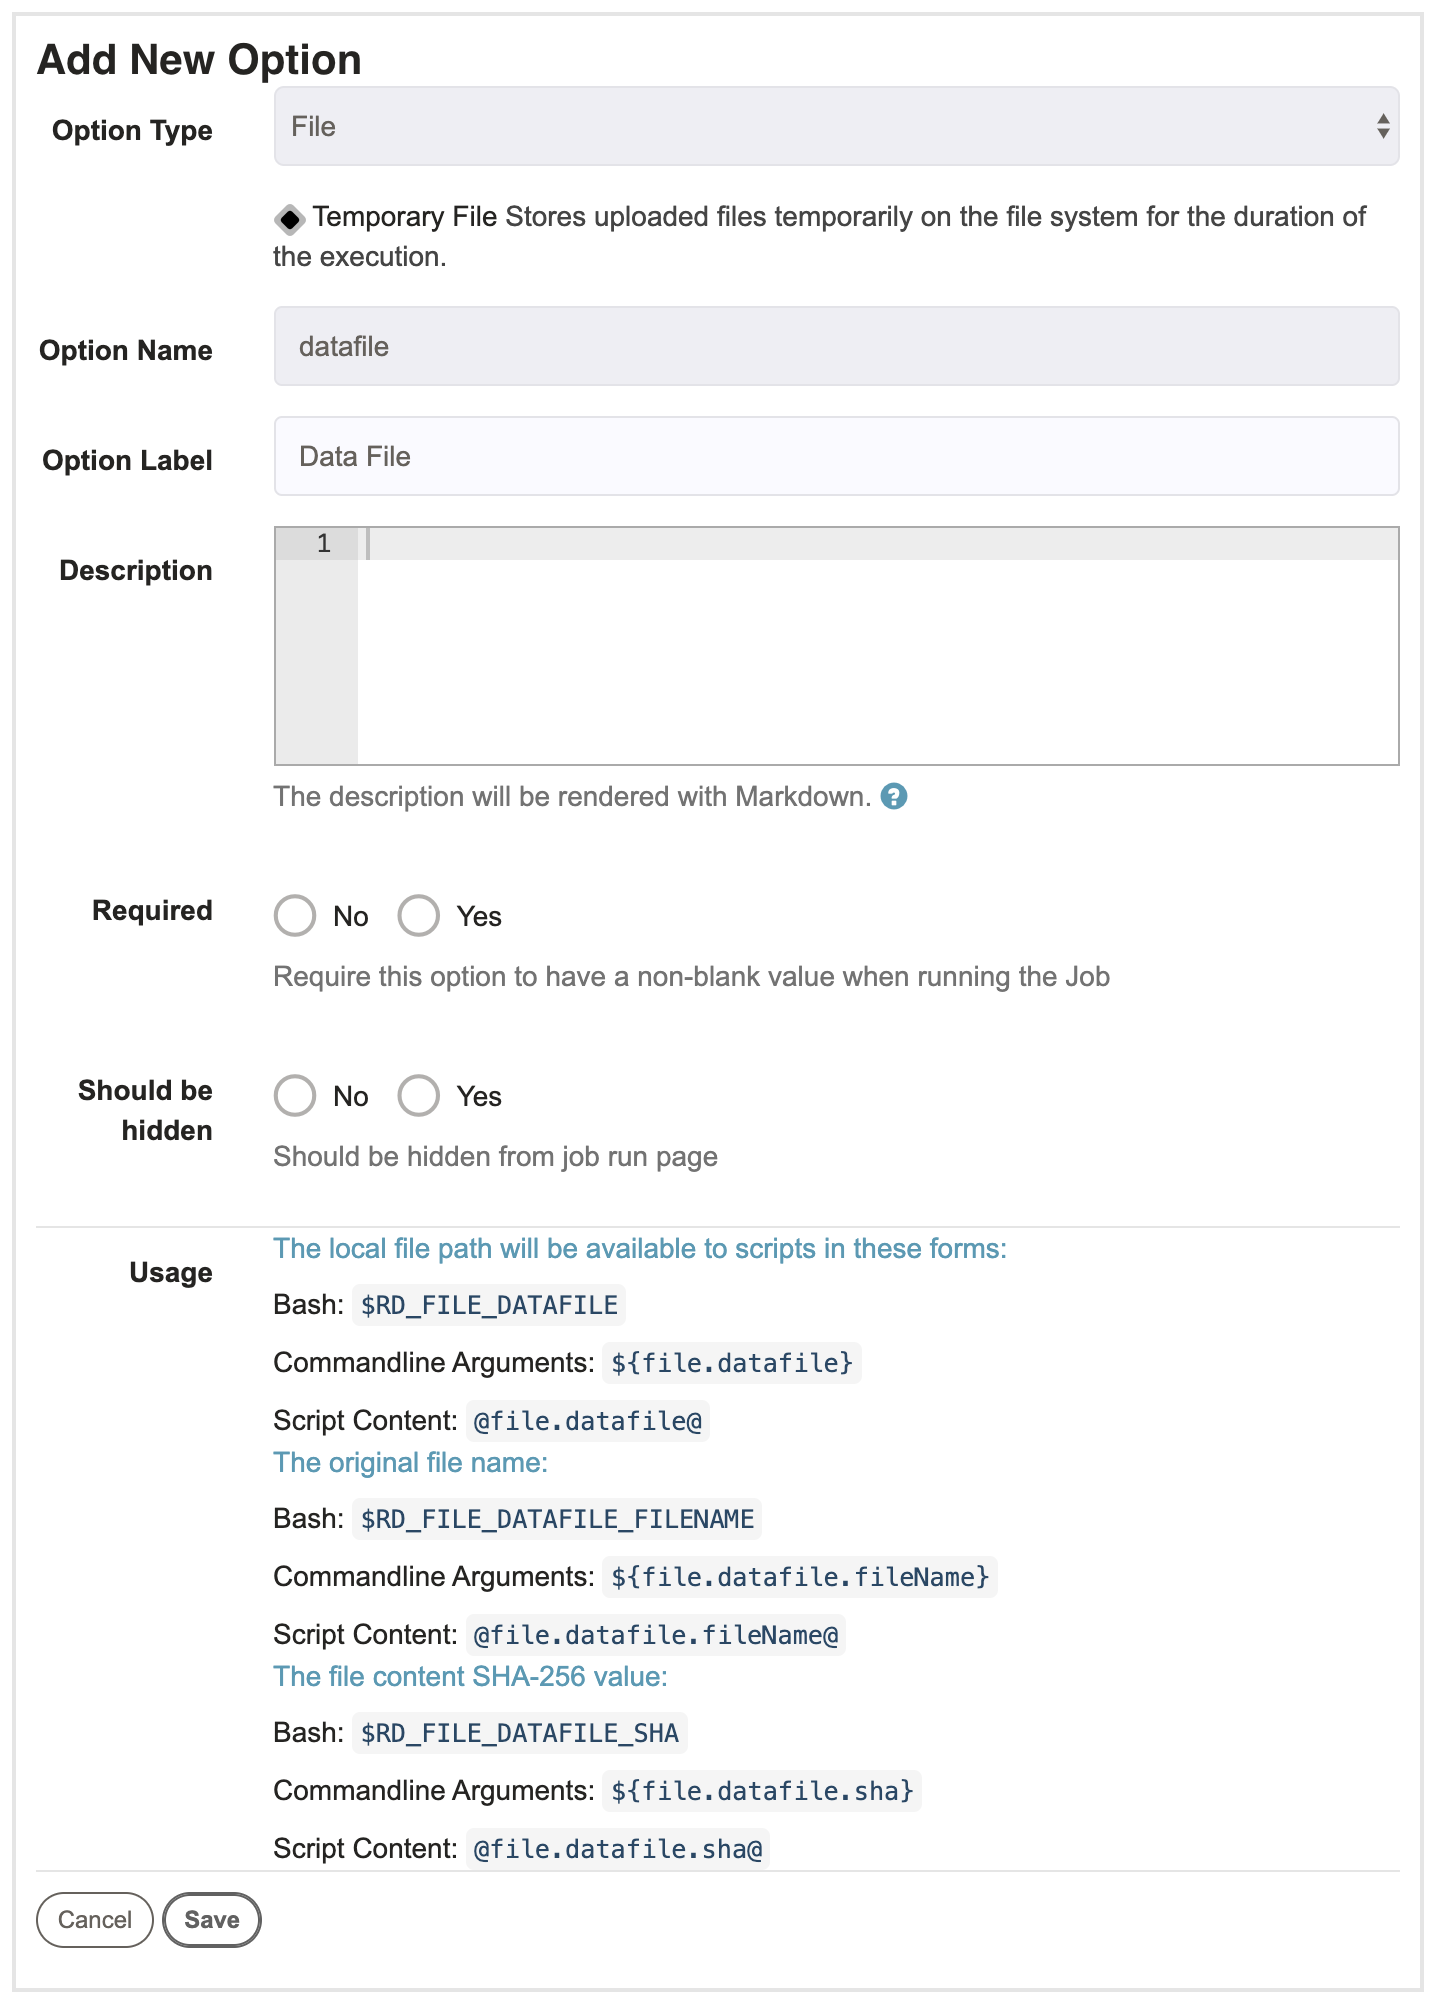 Add New Option
Option Type
File
Temporary File Stores uploaded files temporarily on the file system for the duration of
the execution.
Option Name
datafile
Option Label
Data File
Description
1
The description will be rendered with Markdown. ?
Required
No Yes
Require this option to have a non-blank value when running the Job
Should be
hidden
No Yes
Should be hidden from job run page
Usage
The local file path will be available to scripts in these forms:
Bash: $RD_FILE_DATAFILE
Commandline Arguments: ${file.datafile}
Script Content: @file.datafile@
The original file name:
Bash: $RD_FILE_DATAFILE_FILENAME
Commandline Arguments: ${file.datafile.fileName}
Script Content: @file.datafile.fileName@
The file content SHA-256 value:
Bash: $RD_FILE_DATAFILE_SHA
Commandline Arguments: ${file.datafile.sha}
Script Content: @file.datafile.sha@
Cancel Save